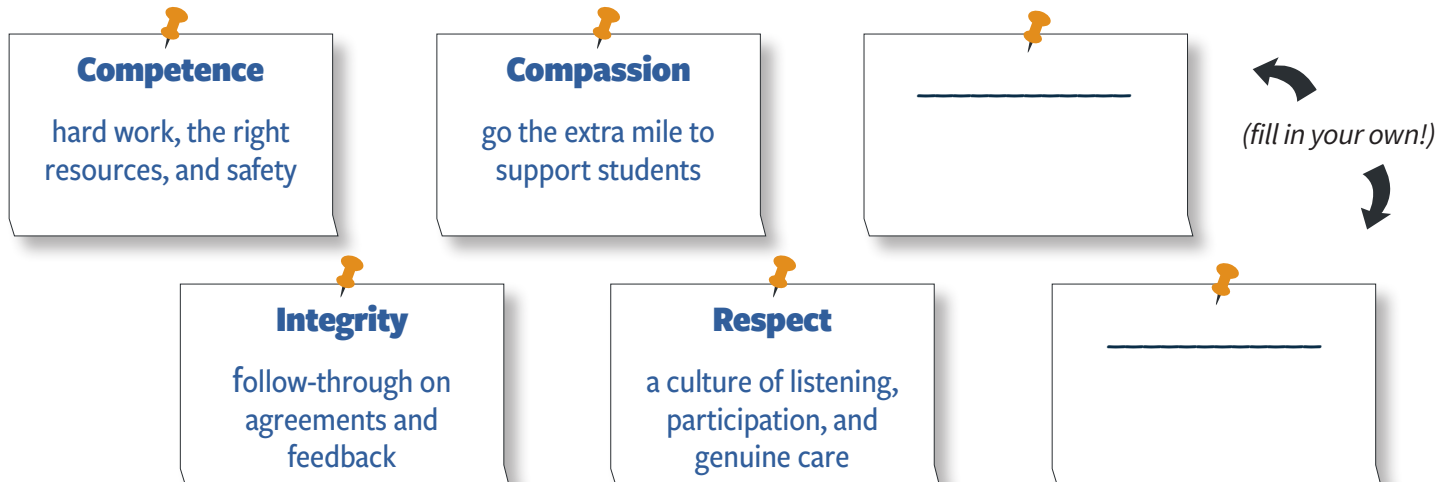 Competence
hard work, the right
resources, and safety
Compassion
go the extra mile to
support students
(fill in your own!)
Integrity
follow-through on
agreements and
feedback
Respect
a culture of listening,
participation, and
genuine care